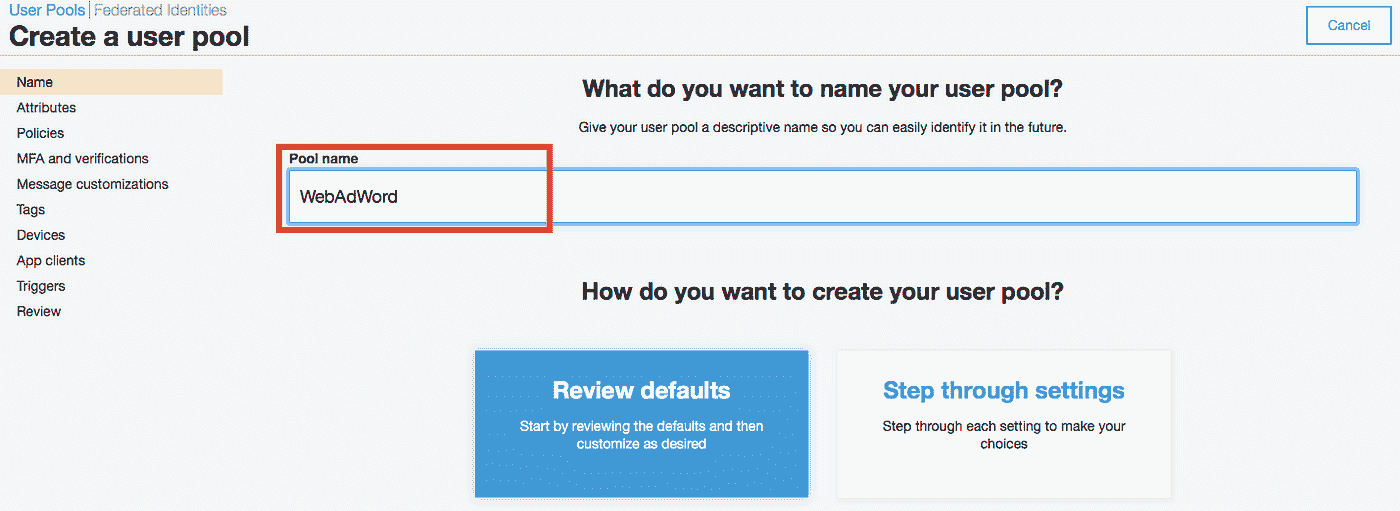 User Pools | Federated Identities
Create a user pool
Cancel
Name
Attributes
Policies
MFA and verifications
Message customizations
Tags
Devices
App clients
Triggers
Review
What do you want to name your user pool?
Give your user pool a descriptive name so you can easily identify it in the future.
Pool name
WebAdWord
How do you want to create your user pool?
Review defaults
Start by reviewing the defaults and then
customize as desired
Step through settings
Step through each setting to make your
choices